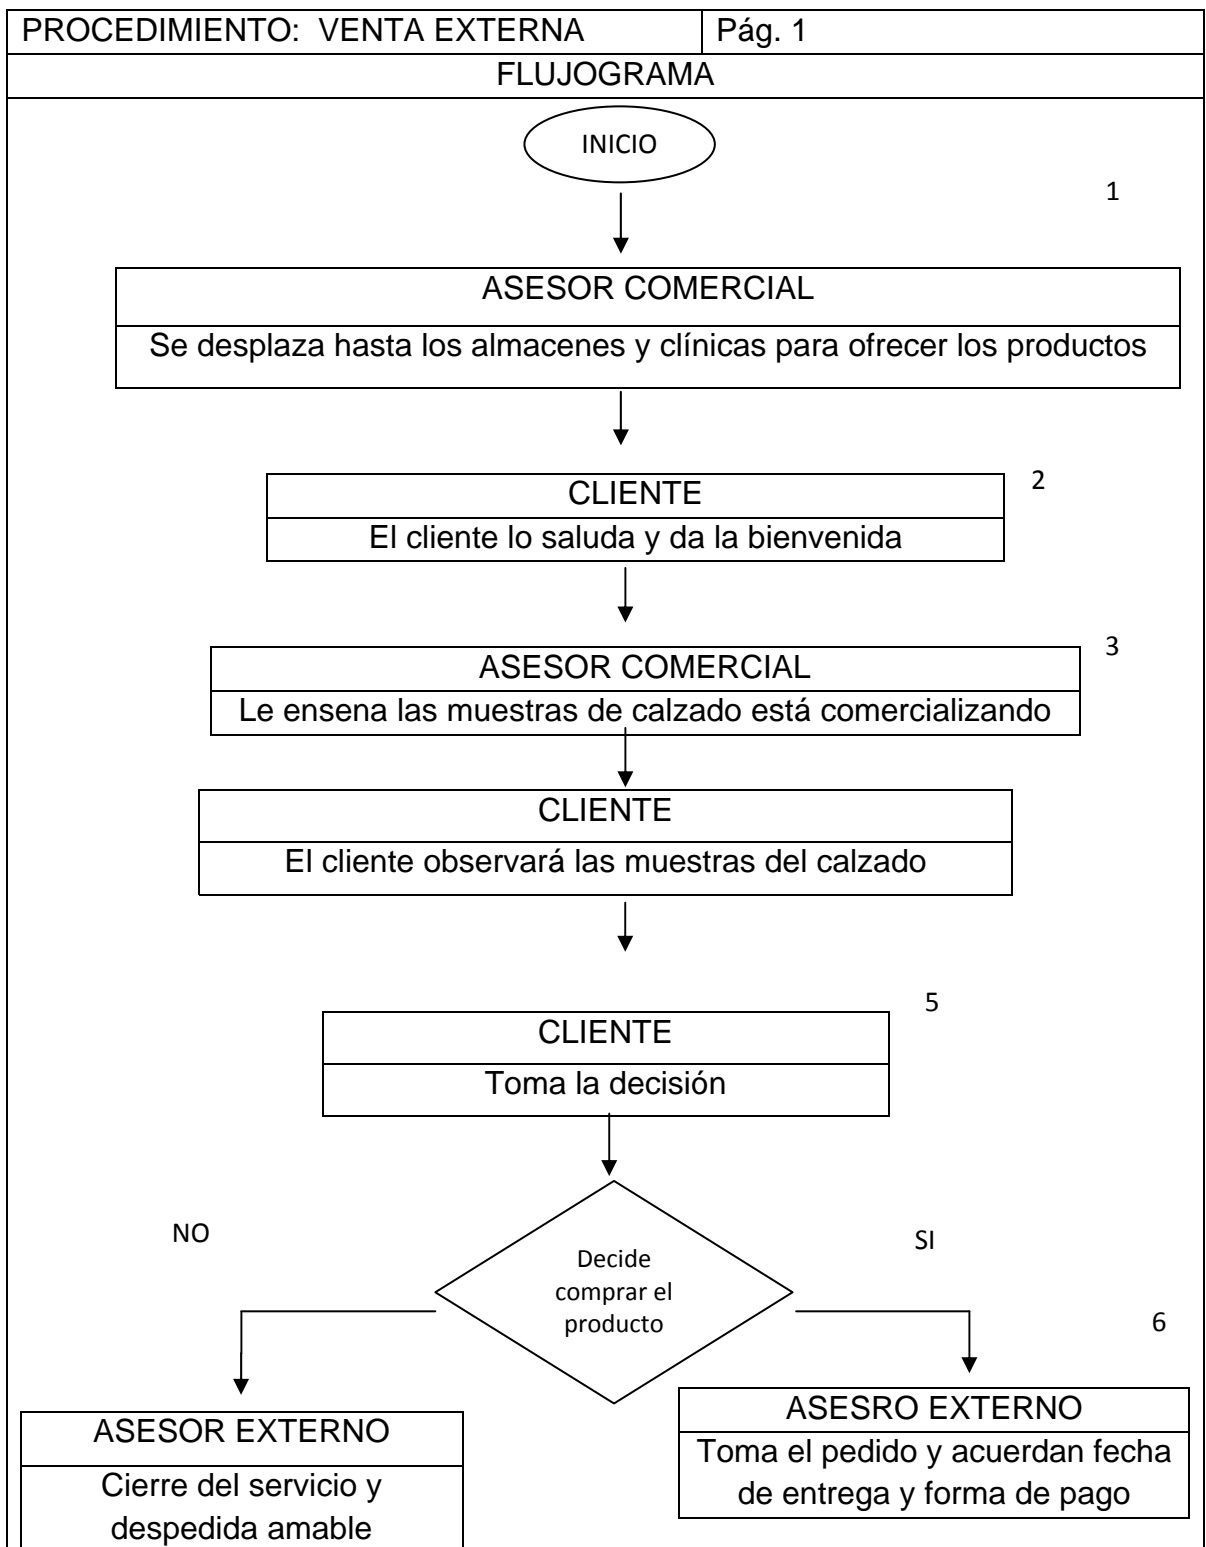 PROCEDIMIENTO: VENTA EXTERNA
Pág. 1
FLUJOGRAMA
INICIO
1
ASESOR COMERCIAL
Se desplaza hasta los almacenes y clínicas para ofrecer los productos
2
CLIENTE
El cliente lo saluda y da la bienvenida
3
ASESOR COMERCIAL
Le ensena las muestras de calzado está comercializando
CLIENTE
El cliente observará las muestras del calzado
5
CLIENTE
Toma la decisión
NO
SI
Decide
comprar el
producto
6
ASESOR EXTERNO
Cierre del servicio y
despedida amable
ASESRO EXTERNO
Toma el pedido y acuerdan fecha
de entrega y forma de pago